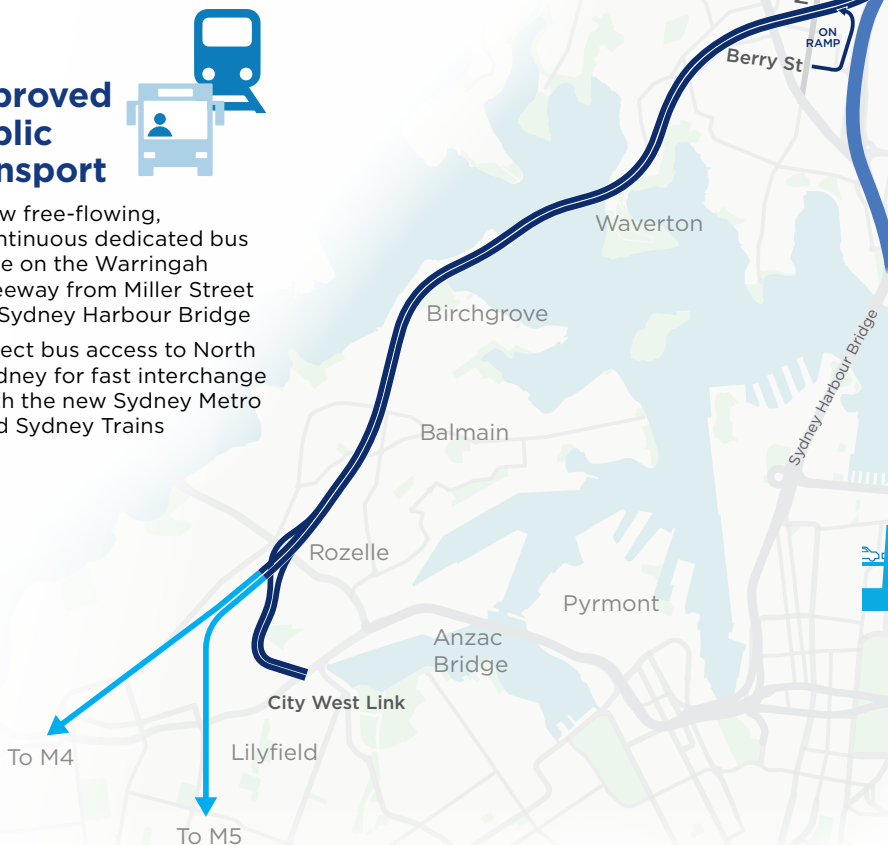 proved
blic
nsport
w free-flowing,
ntinuous dedicated bus
e on the Warringah
eeway from Miller Street
Sydney Harbour Bridge
ect bus access to North
dney for fast interchange
th the new Sydney Metro
d Sydney Trains
ON
RAMP
Berry St
Waverton
Birchgrove
Sydney Harbour Bridge
Balmain
Rozelle
Pyrmont
Anzac
Bridge
City West Link
Lilyfield
To M4
To M5